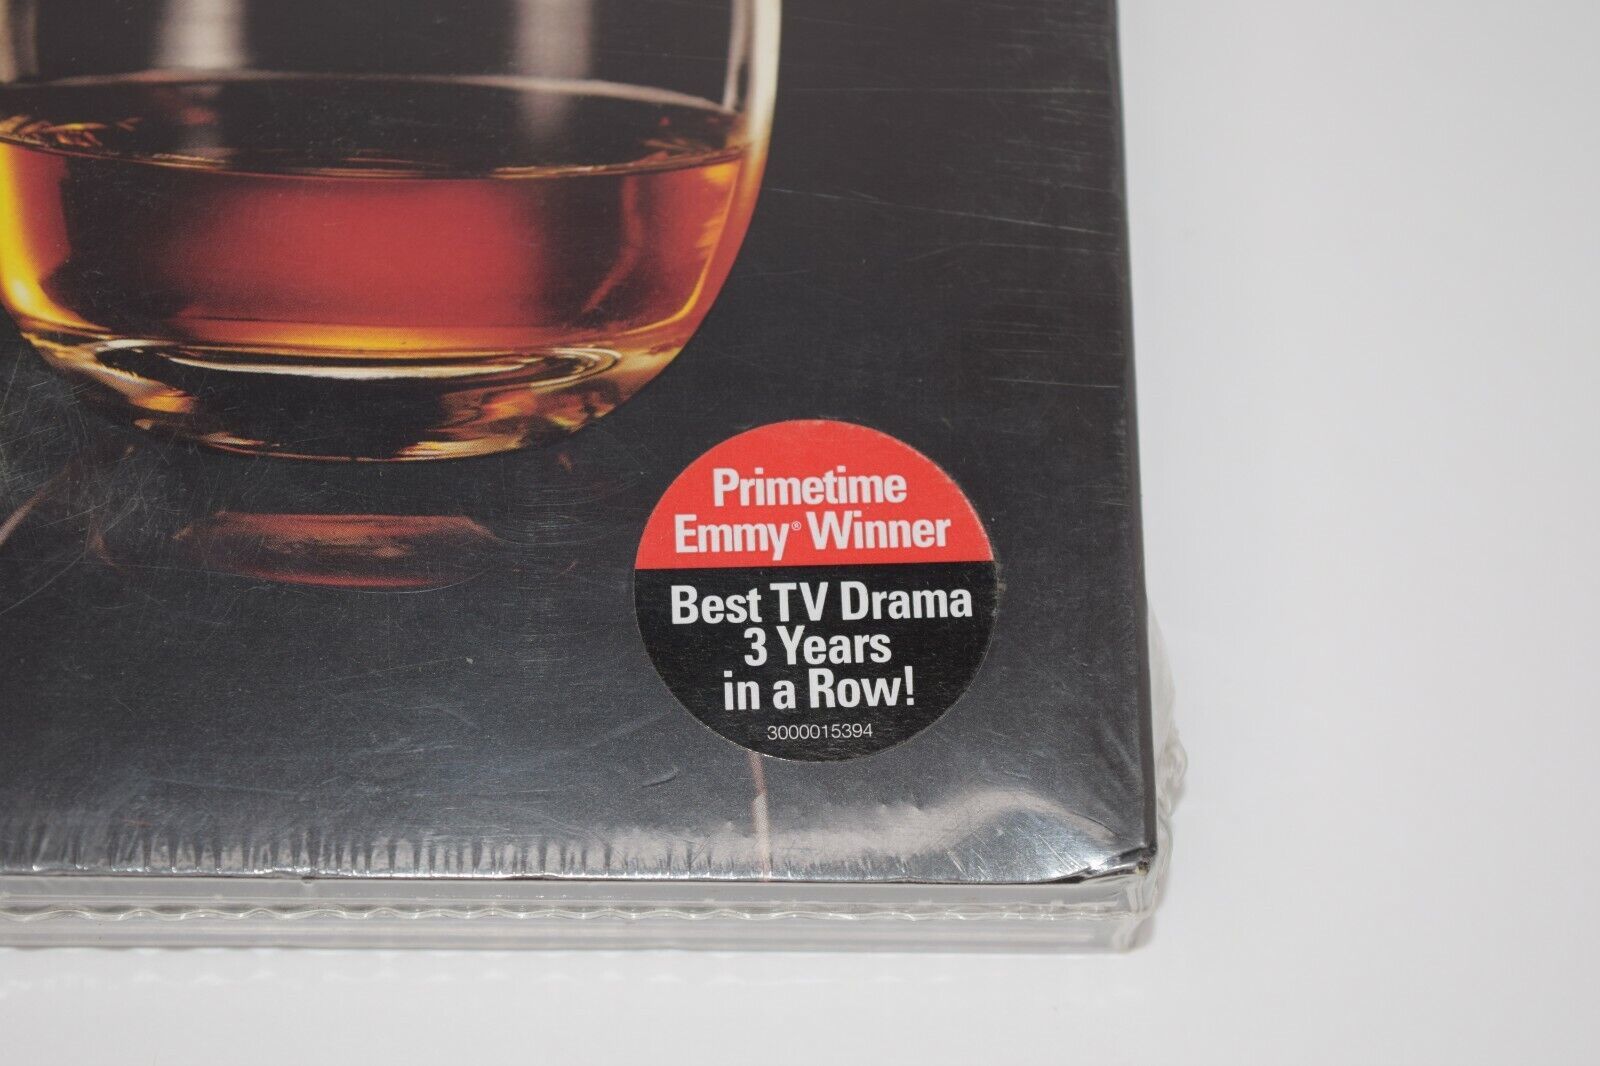 Primetime
Emmy® Winner
Best TV Drama
3 Years
in a Row!
3000015394